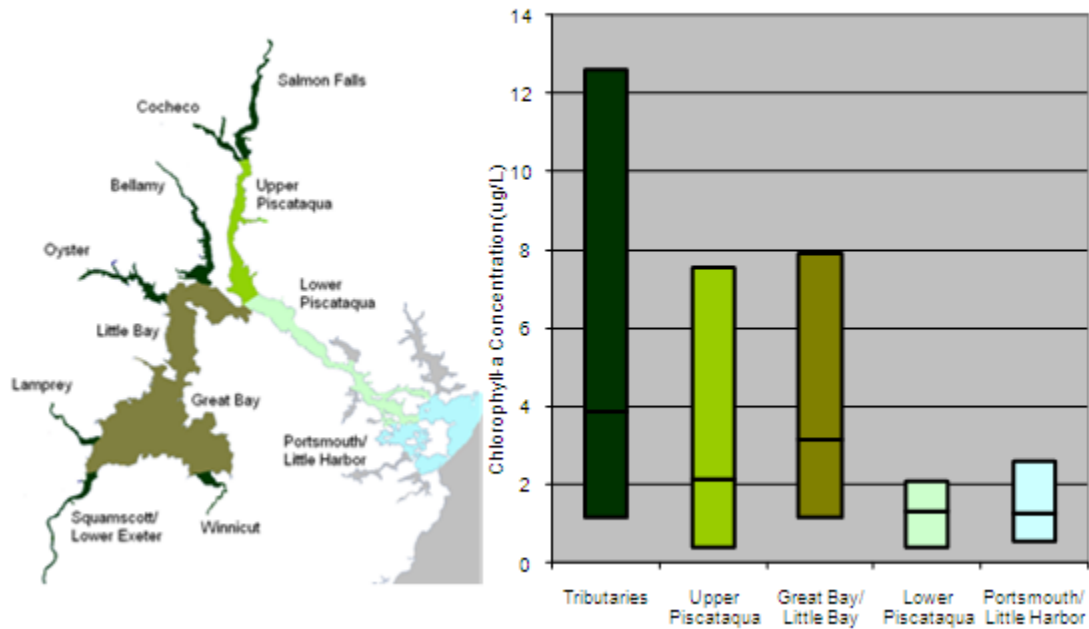 Salmon Falls
Cocheco
Bellamy
Upper
Piscataqua
Oyster
Lower
Piscataqua
Little Bay
Lamprey
Great Bay
Portsmouth/
Little Harbor
Squamscott/
Lower Exeter
Winnicut
Chlorophyll-a Concentration(ug/L)
14
12
10
8
6
4
2
0
Tributaries
Upper
Piscataqua
Great Bay/
Little Bay
Lower
Piscataqua
Portsmouth/
Little Harbor